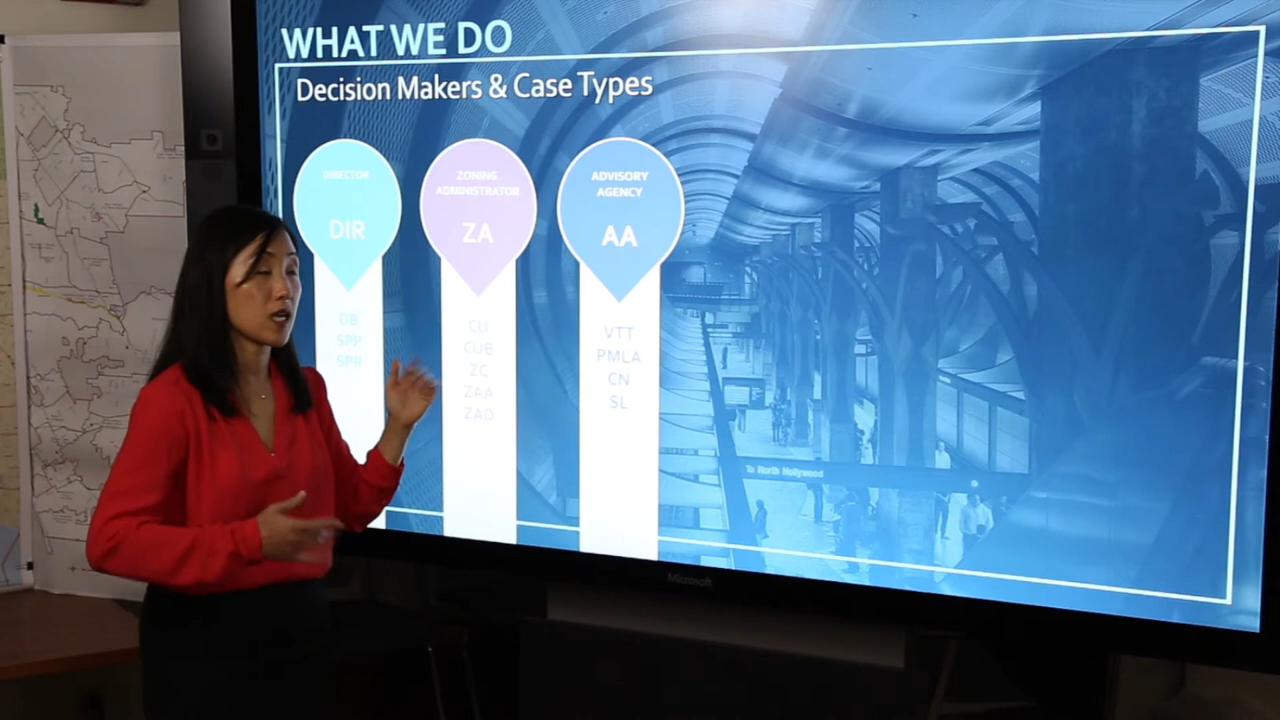 WHAT WE DO
Decision Makers & Case Types
DIRECTOR
DIR
DB
SPP
SPR
ZONING
ADMINISTRATOR
ZA
CU
CUB
ZC
ZAA
ZAD
ADVISORY
AGENCY
AA
VTT
PMLA
CN
SL
To North Hollywood
Microsoft